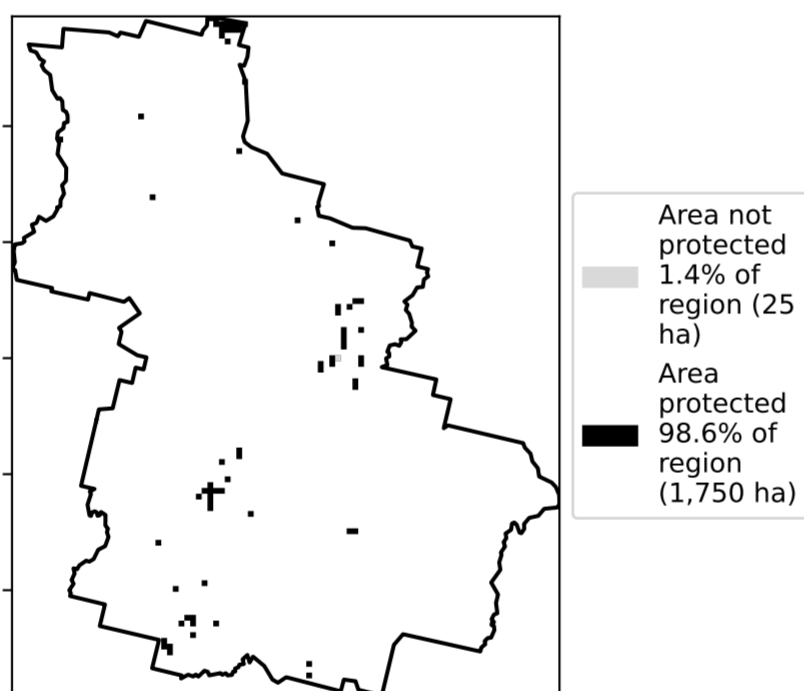 Area not
protected
1.4% of
region (25
ha)
Area
protected
98.6% of
region
(1,750 ha)